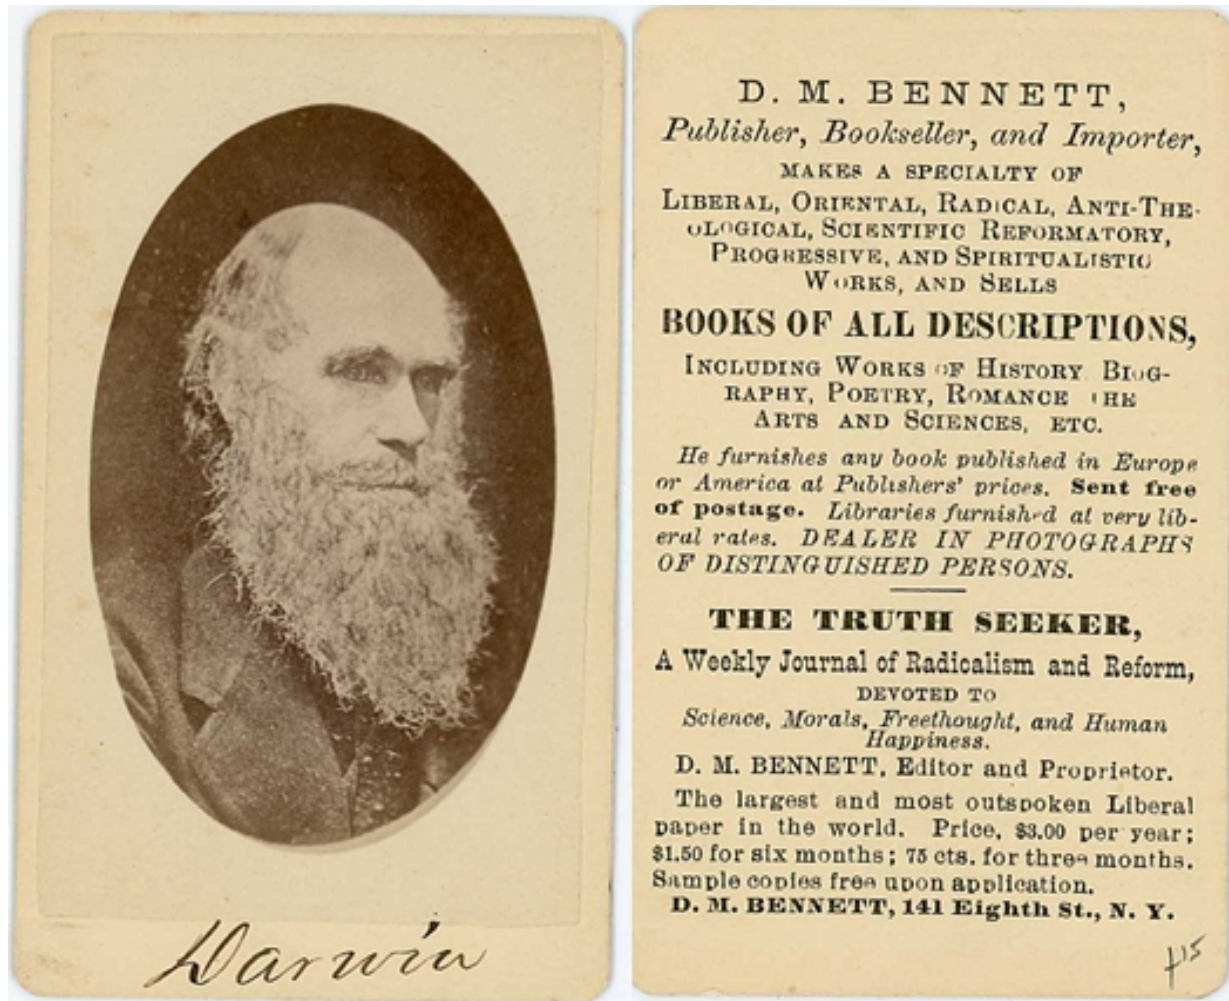 Darwin
D. M. BENNETT,
Publisher, Bookseller, and Importer,
MAKES A SPECIALTY OF
LIBERAL, ORIENTAL, RADICAL, ANTI-THE-
OLOGICAL, SCIENTIFIC REFORMATORY,
PROGRESSIVE, AND SPIRITUALISTIC
WORKS, AND SELLS
BOOKS OF ALL DESCRIPTIONS,
INCLUDING WORKS OF HISTORY BIOG-
RAPHY, POETRY, ROMANCE THE
ARTS AND SCIENCES, ETC.
He furnishes any book published in Europe
or America at Publishers' prices. Sent free
of postage. Libraries furnished at very lib-
eral rates. DEALER IN PHOTOGRAPHS
OF DISTINGUISHED PERSONS.
THE TRUTH SEEKER,
A Weekly Journal of Radicalism and Reform,
DEVOTED TO
Science, Morals, Freethought, and Human
Happiness.
D. M. BENNETT, Editor and Proprietor.
The largest and most outspoken Liberal
paper in the world. Price, $3.00 per year;
$1.50 for six months; 75 cts. for three months.
Sample copies free upon application.
D. M. BENNETT, 141 Eighth St., N. Y.